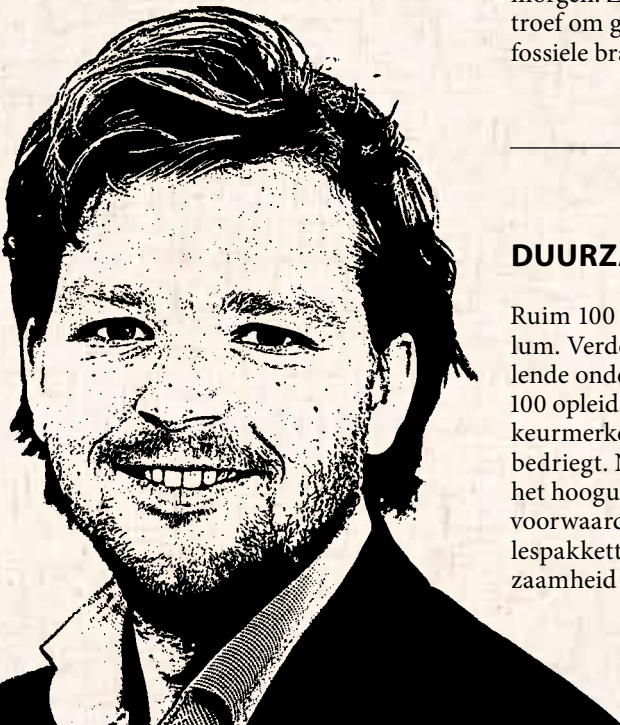 troef om g
fossiele bra
DUURZA
Ruim 100
lum. Verde
lende onde
100 opleid
keurmerke
bedriegt. N
het hoogu
voorwaard
lespakkett
zaamheid